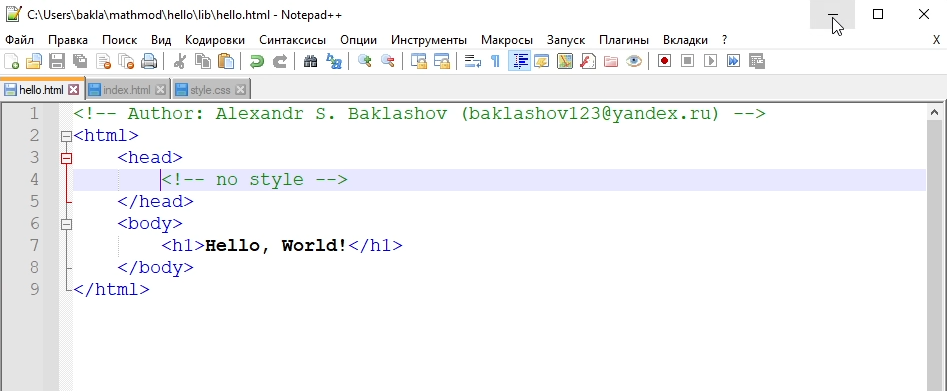 C:\Users\bakla\mathmod\hello\lib\hello.html - Notepad++
Файл Правка Поиск Вид Кодировки Синтаксисы Опции Инструменты Макросы Запуск Плагины Вкладки ? X
hello.html index.html style.css
1 <!-- Author: Alexandr S. Baklashov (baklashov123@yandex.ru) -->
2 <html>
3 <head>
4 <!-- no style -->
5 </head>
6 <body>
7 <h1>Hello, World!</h1>
8 </body>
9 </html>